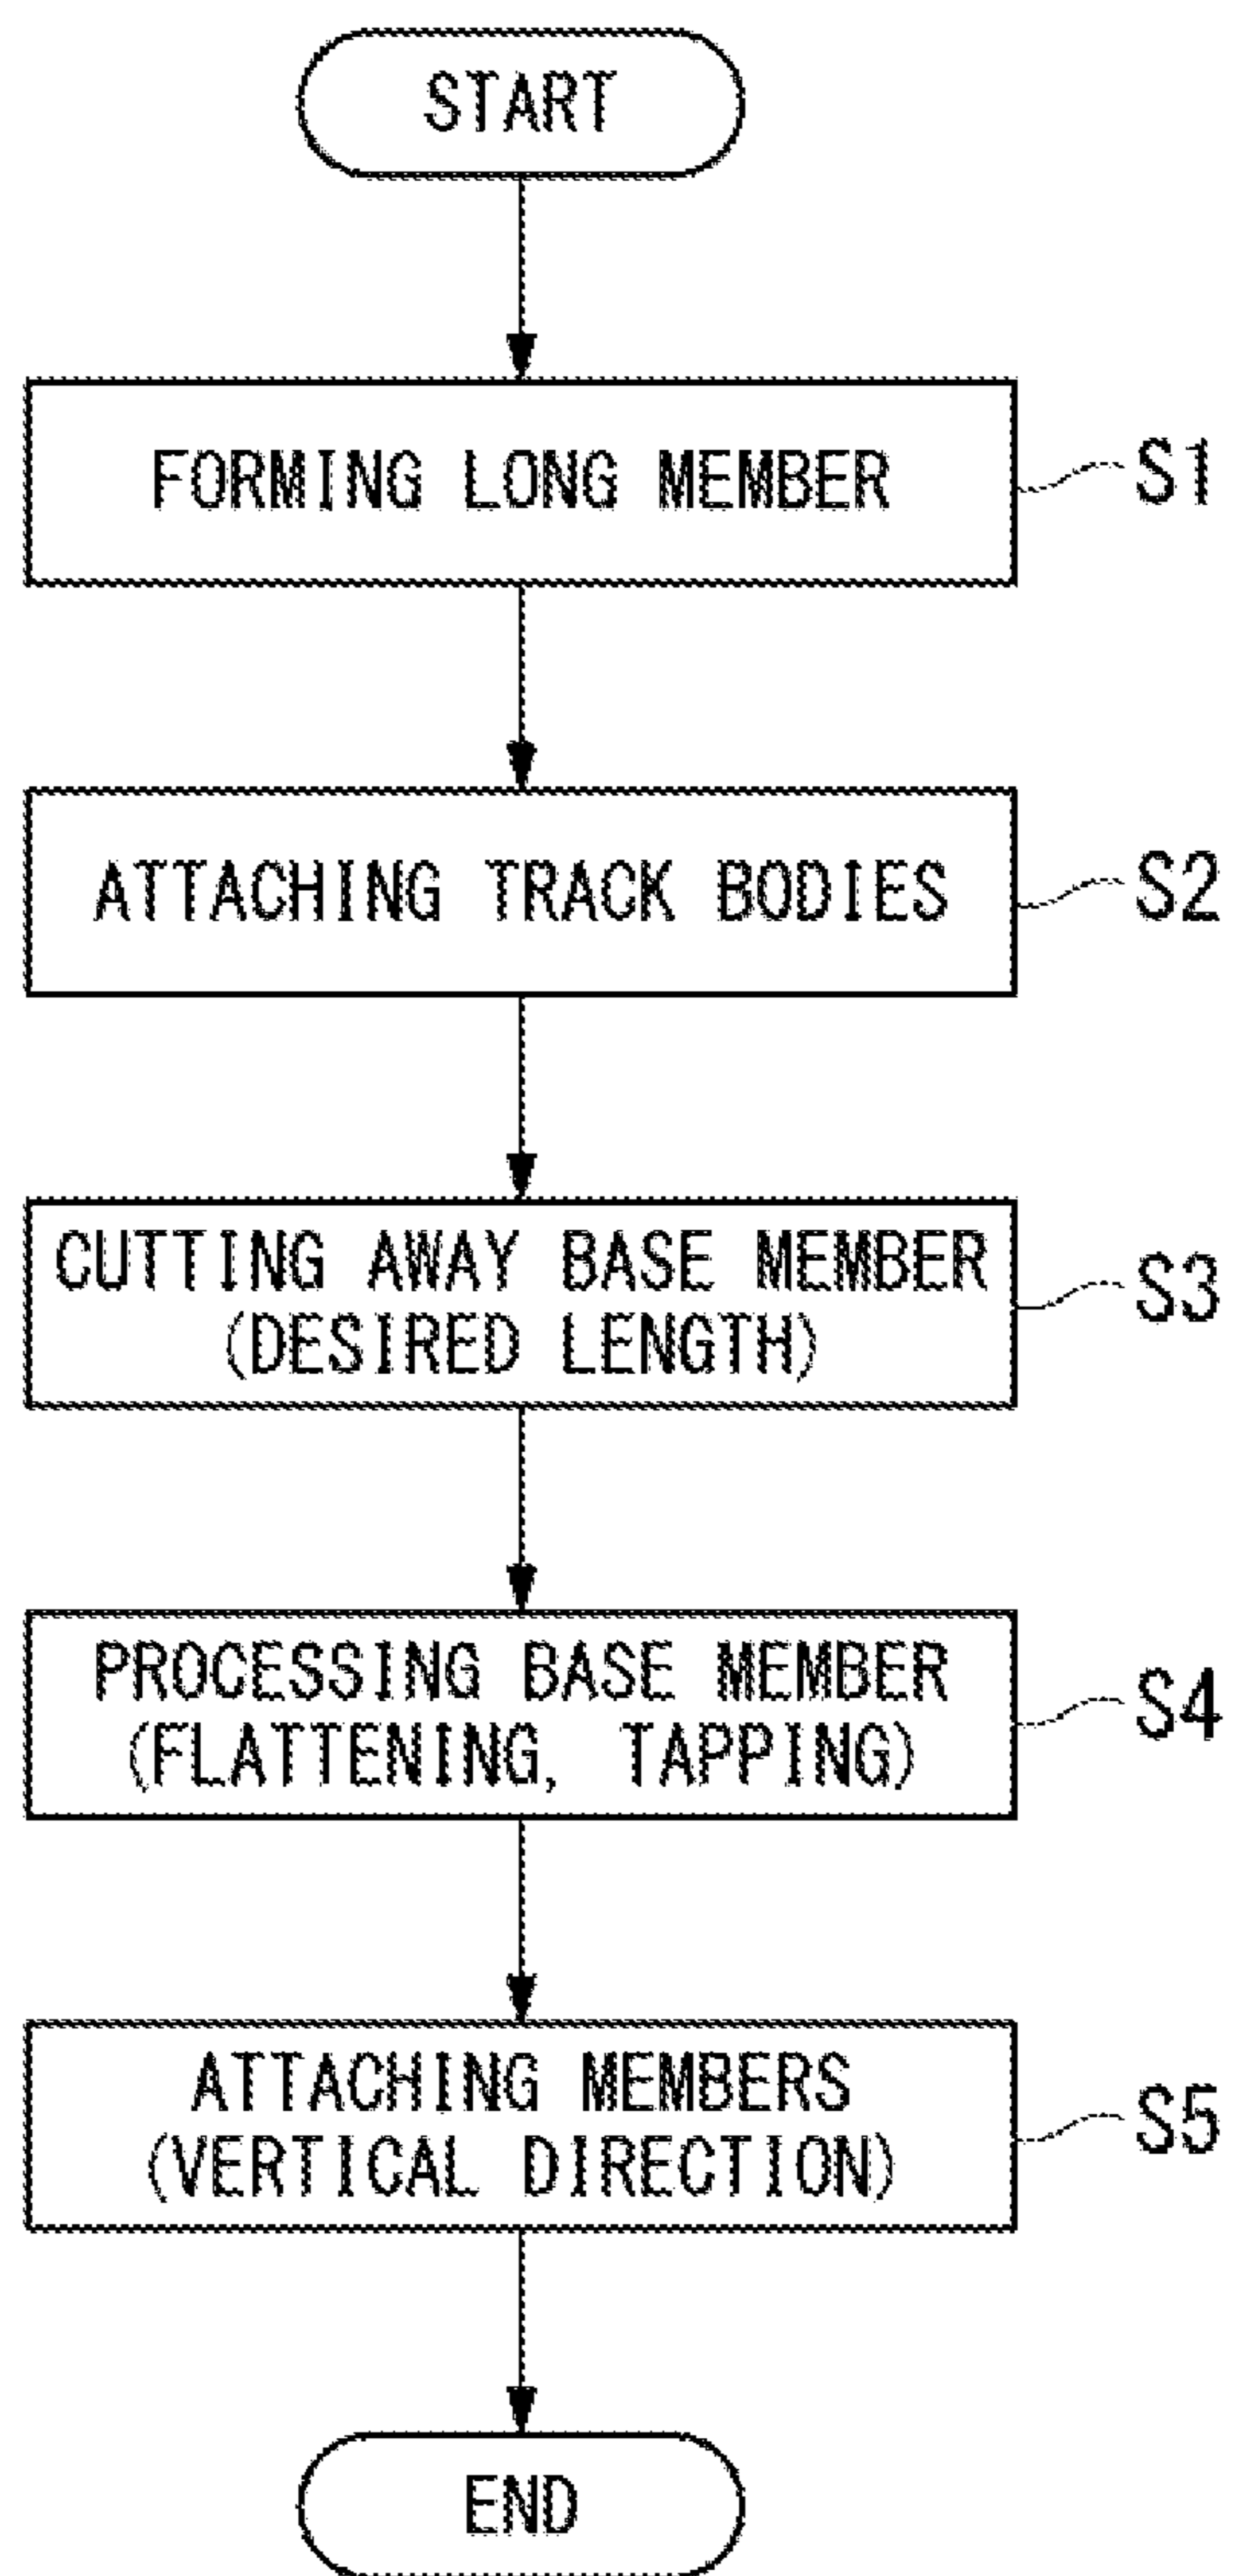 START
FORMING LONG MEMBER
S1
ATTACHING TRACK BODIES
S2
CUTTING AWAY BASE MEMBER
(DESIRED LENGTH)
S3
PROCESSING BASE MEMBER
(FLATTENING, TAPPING)
S4
ATTACHING MEMBERS
(VERTICAL DIRECTION)
S5
END